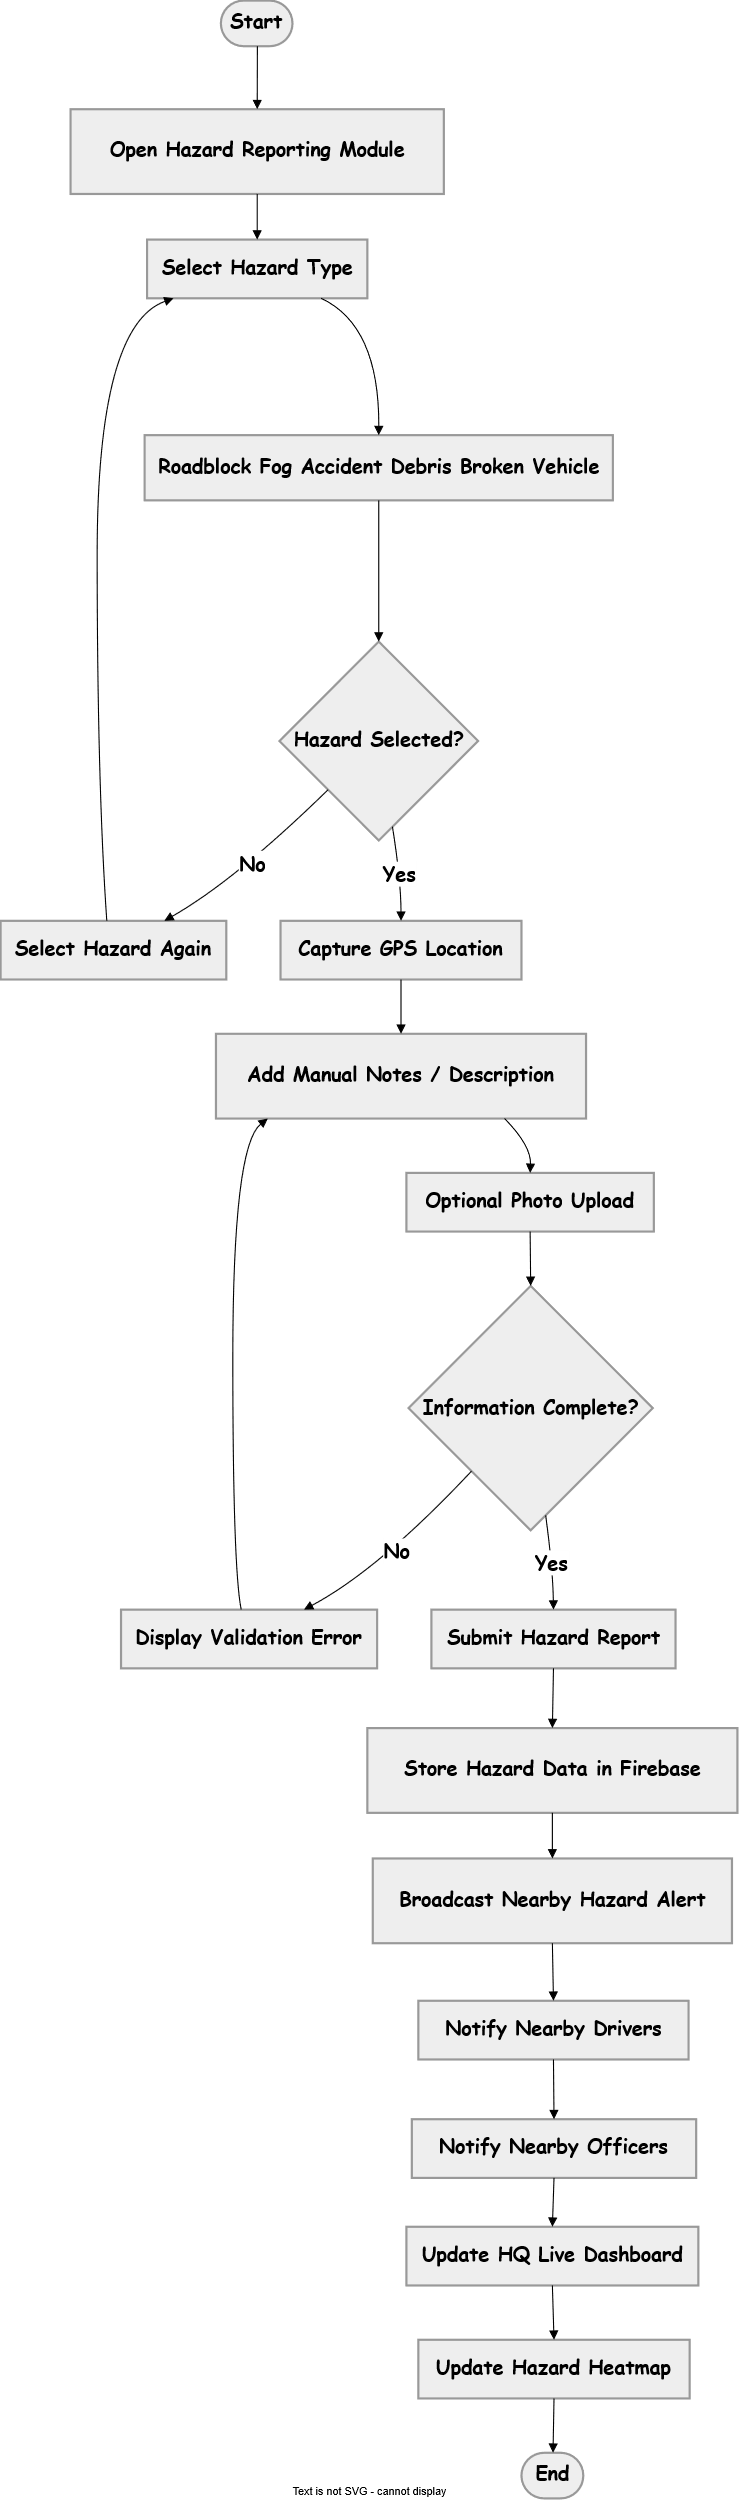 Start
Open Hazard Reporting Module
Select Hazard Type
Roadblock Fog Accident Debris Broken Vehicle
Hazard Selected?
No
Yes
Select Hazard Again
Capture GPS Location
Add Manual Notes / Description
Optional Photo Upload
Information Complete?
No
Yes
Display Validation Error
Submit Hazard Report
Store Hazard Data in Firebase
Broadcast Nearby Hazard Alert
Notify Nearby Drivers
Notify Nearby Officers
Update HQ Live Dashboard
Update Hazard Heatmap
End
Text is not SVG - cannot display